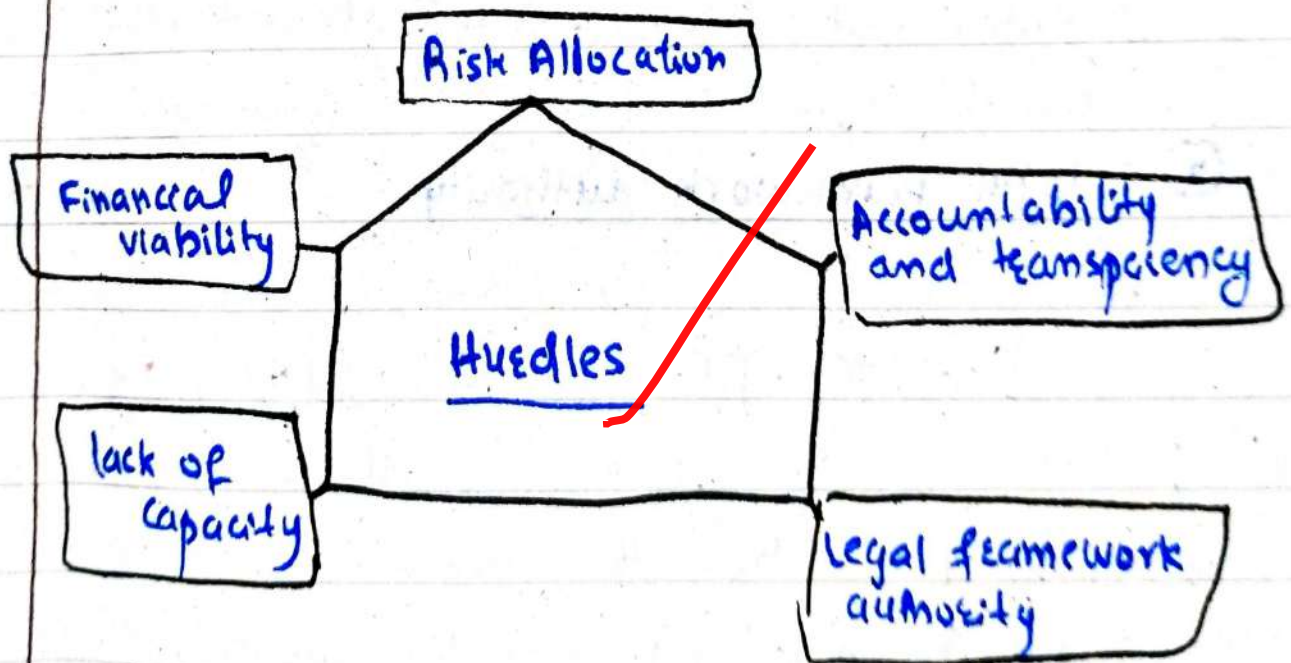 Risk Allocation
Financial
viability
Accountability
and transparency
Hurdles
lack of
capacity
Legal framework
authority